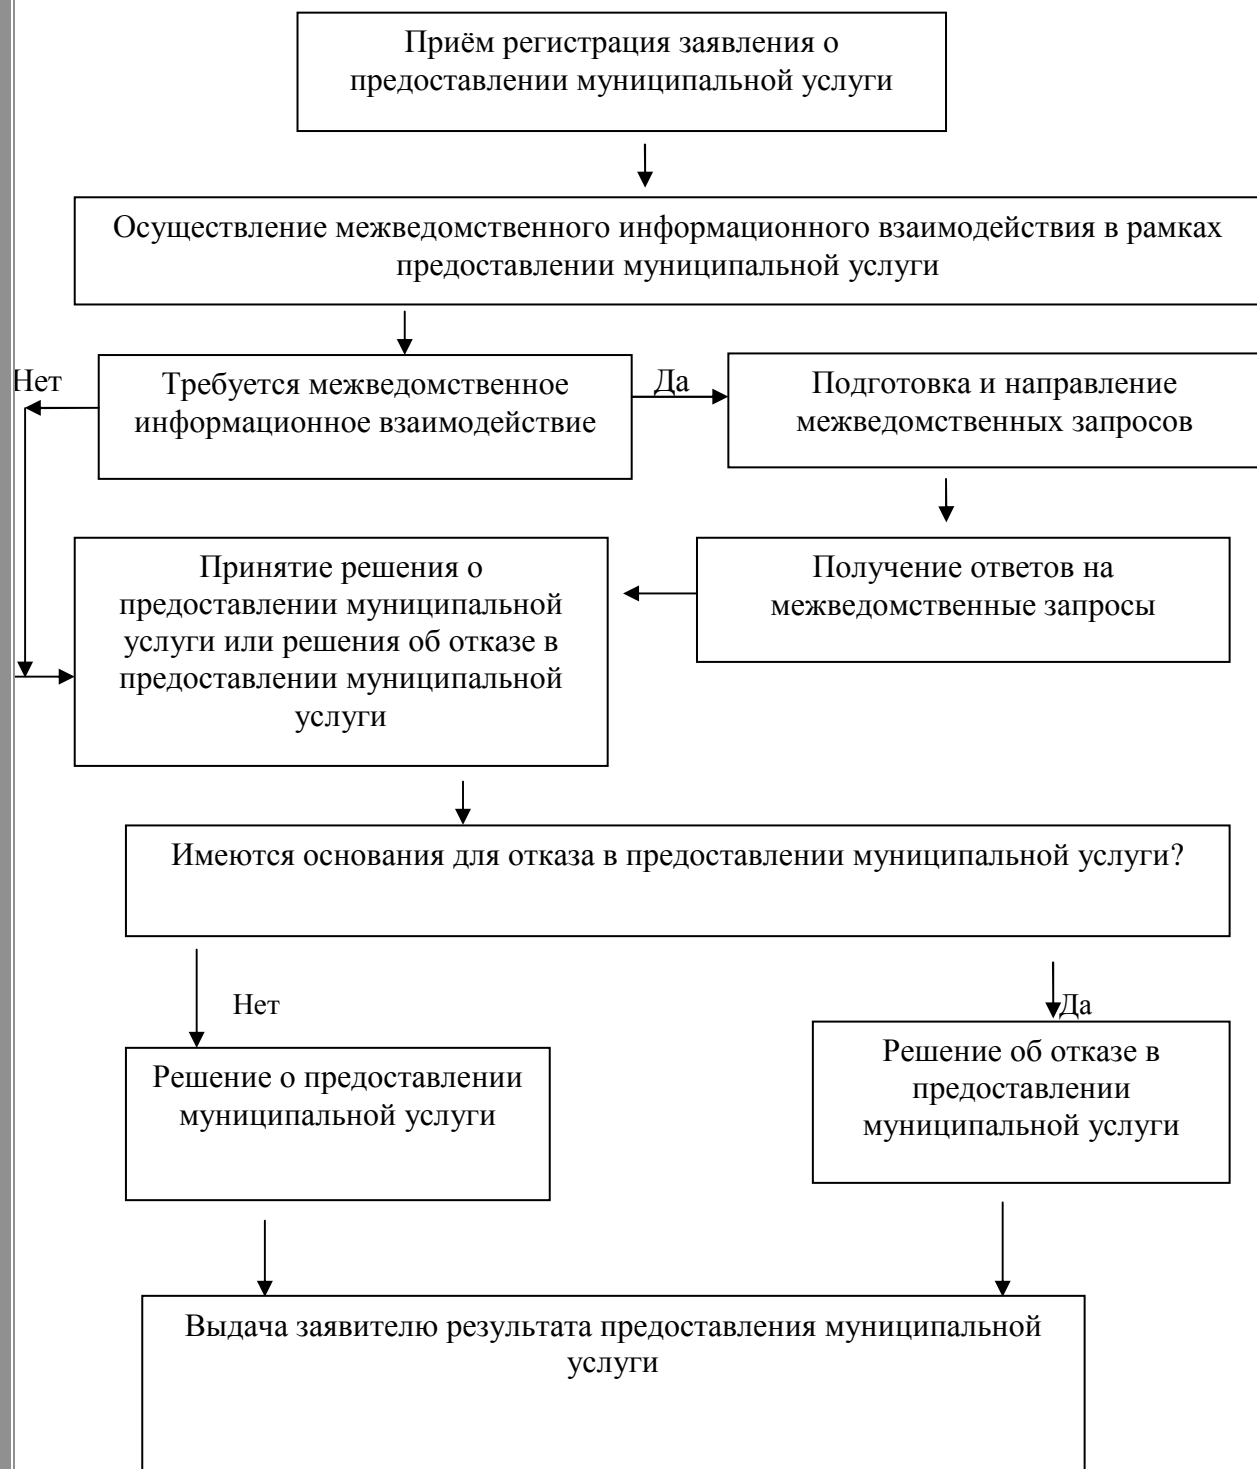 Приём регистрация заявления о
предоставлении муниципальной услуги
Осуществление межведомственного информационного взаимодействия в рамках
предоставлении муниципальной услуги
Нет
Требуется межведомственное
информационное взаимодействие
Да
Подготовка и направление
межведомственных запросов
Принятие решения о
предоставлении муниципальной
услуги или решения об отказе в
предоставлении муниципальной
услуги
Получение ответов на
межведомственные запросы
Имеются основания для отказа в предоставлении муниципальной услуги?
Нет
Да
Решение о предоставлении
муниципальной услуги
Решение об отказе в
предоставлении
муниципальной услуги
Выдача заявителю результата предоставления муниципальной
услуги